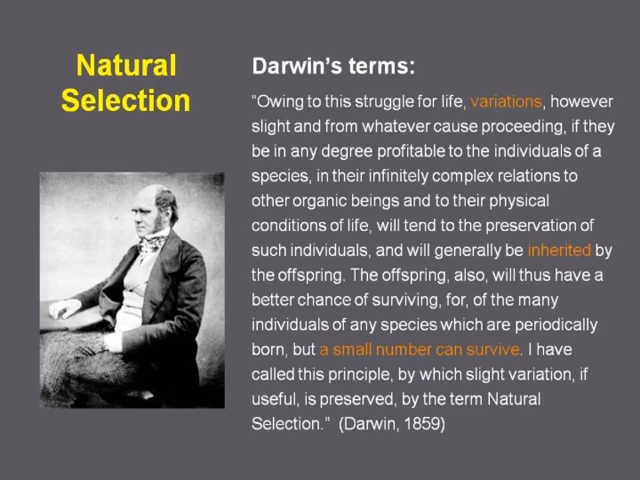 Natural
Selection
Darwin's terms:
"Owing to this struggle for life, variations, however
slight and from whatever cause proceeding, if they
be in any degree profitable to the individuals of a
species, in their infinitely complex relations to
other organic beings and to their physical
conditions of life, will tend to the preservation of
such individuals, and will generally be inherited by
the offspring. The offspring, also, will thus have a
better chance of surviving, for, of the many
individuals of any species which are periodically
born, but a small number can survive. I have
called this principle, by which slight variation, if
useful, is preserved, by the term Natural
Selection." (Darwin, 1859)